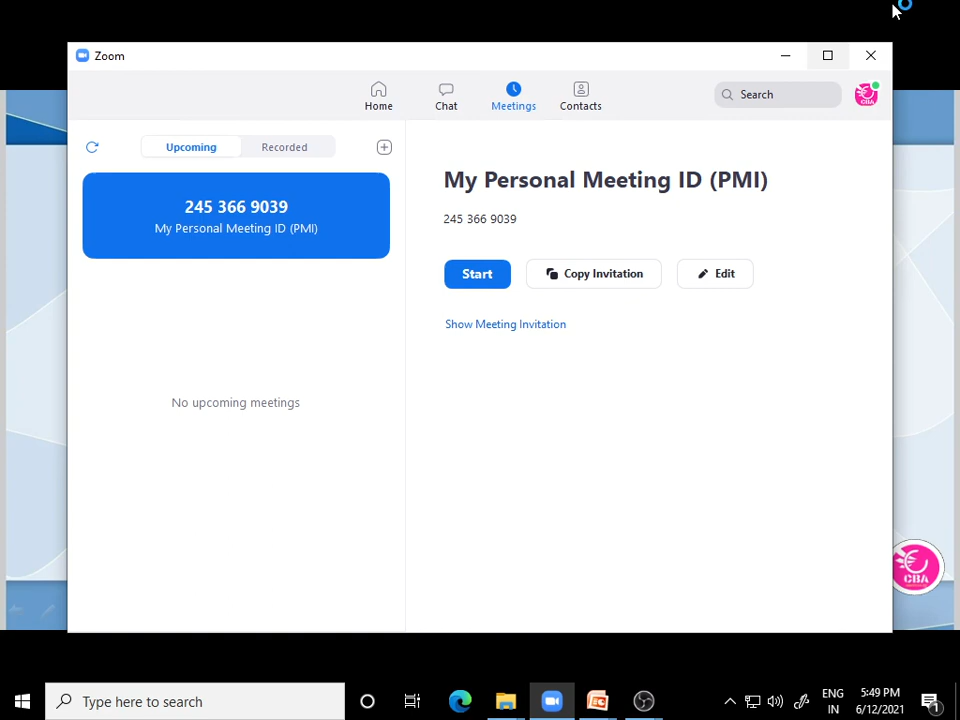 Zoom
Home
Chat
Meetings
Contacts
Search
CBA
Upcoming
Recorded
245 366 9039
My Personal Meeting ID (PMI)
No upcoming meetings
My Personal Meeting ID (PMI)
245 366 9039
Start
Copy Invitation
Edit
Show Meeting Invitation
CBA
Type here to search
ENG
IN
5:49 PM
6/12/2021
1